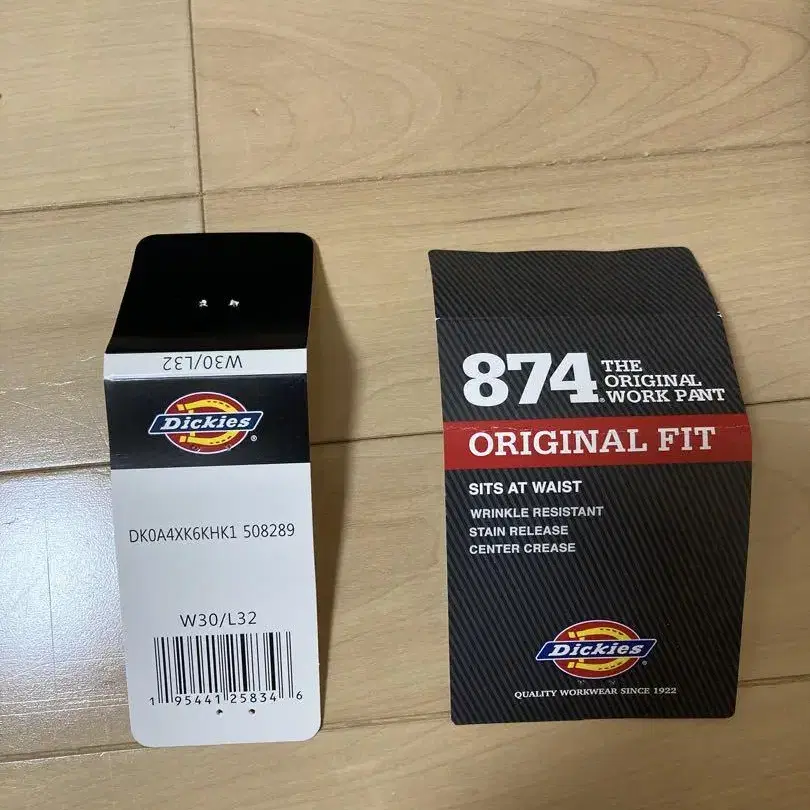 W30/L32
Dickies
®
DK0A4XK6KHK1 508289
W30/L32
1 95441 25834 6
874®
THE
ORIGINAL
WORK PANT
ORIGINAL FIT
SITS AT WAIST
WRINKLE RESISTANT
STAIN RELEASE
CENTER CREASE
Dickies
®
QUALITY WORKWEAR SINCE 1922